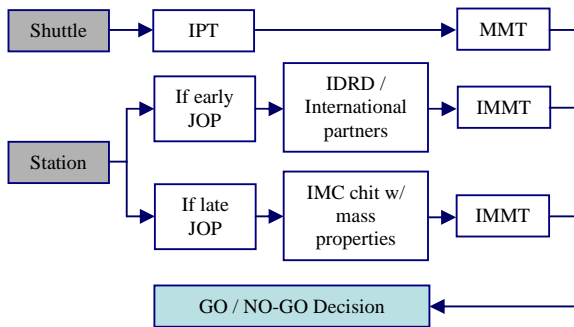 Shuttle
IPT
MMT
If early
JOP
IDRD /
International
partners
IMMT
Station
If late
JOP
IMC chit w/
mass
properties
IMMT
GO / NO-GO Decision